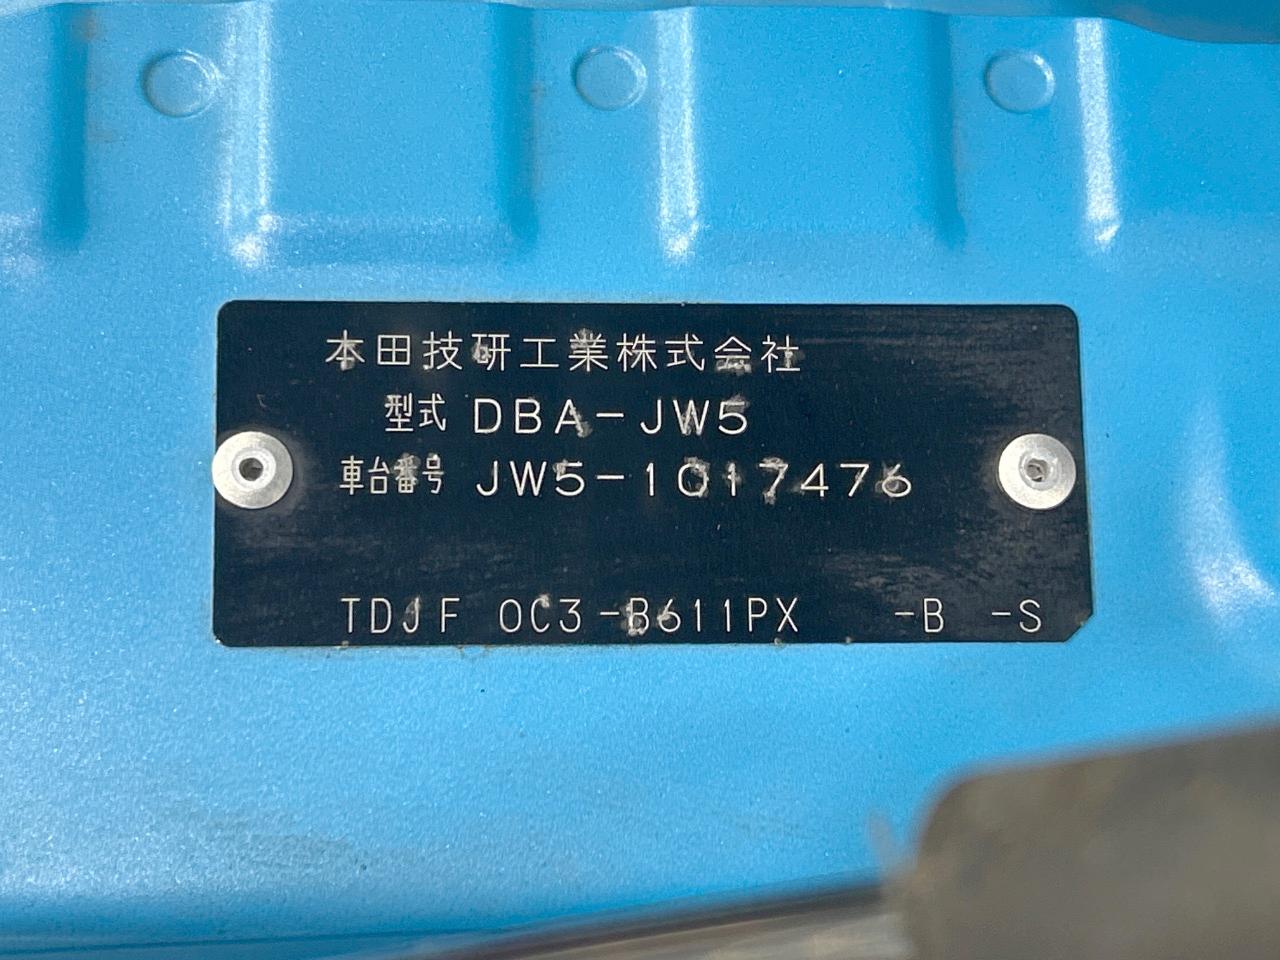 本田技研工業株式会社
型式 DBA-JW5
車台番号 JW5-1017476
TDJF 0C3-B611PX -B -S